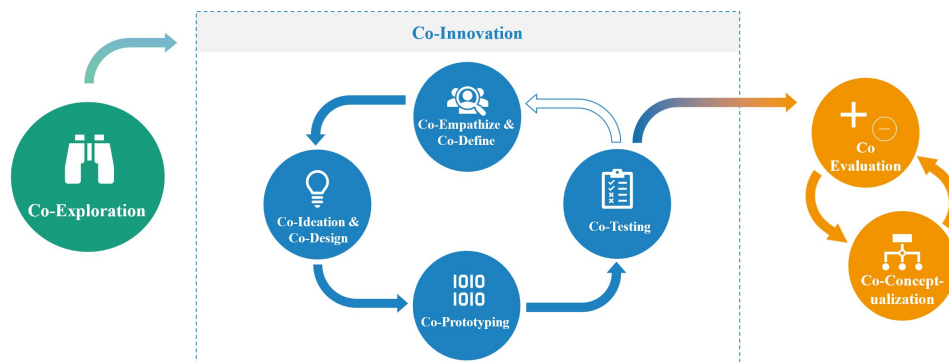 Co-Innovation
Co-Exploration
Co-Empathize &
Co-Define
Co-Ideation &
Co-Design
1010
1010
Co-Prototyping
Co-Testing
Co
Evaluation
Co-Concept-
ualization